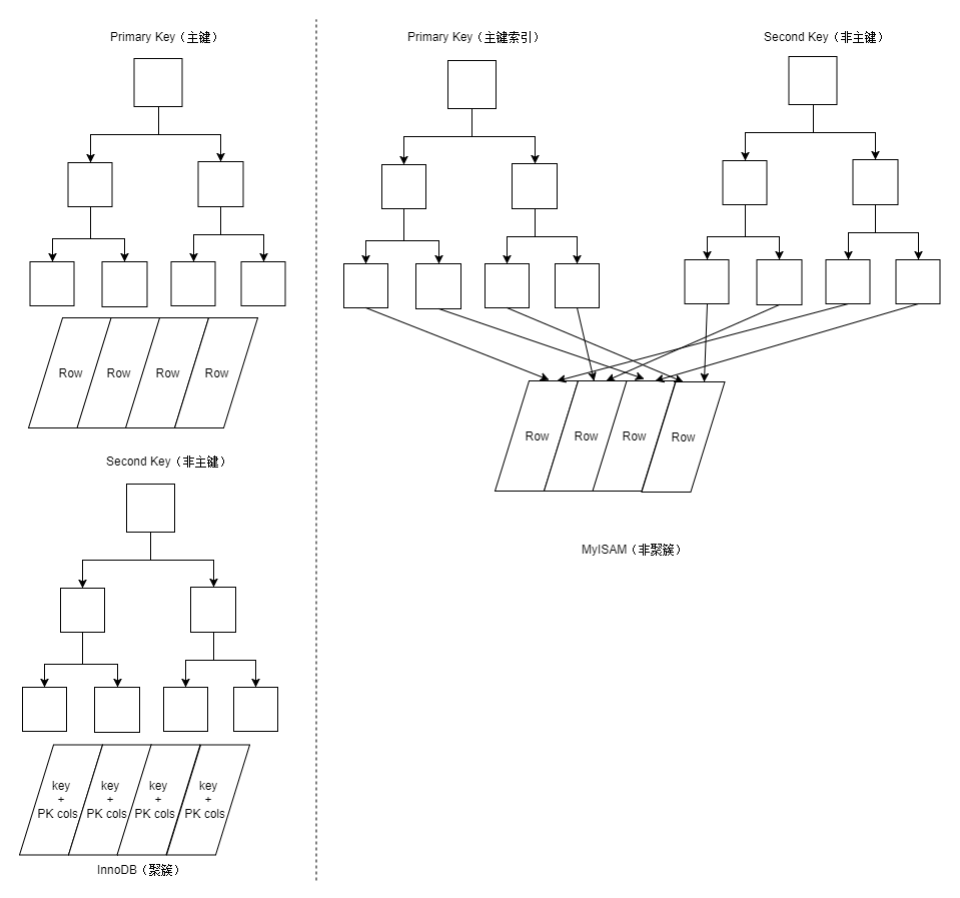 Primary Key（主键）
Row
Row
Row
Row
Second Key（非主键）
key
+
PK cols
key
+
PK cols
key
+
PK cols
key
+
PK cols
InnoDB（聚簇）
Primary Key（主键索引）
Second Key（非主键）
Row
Row
Row
Row
MyISAM（非聚簇）